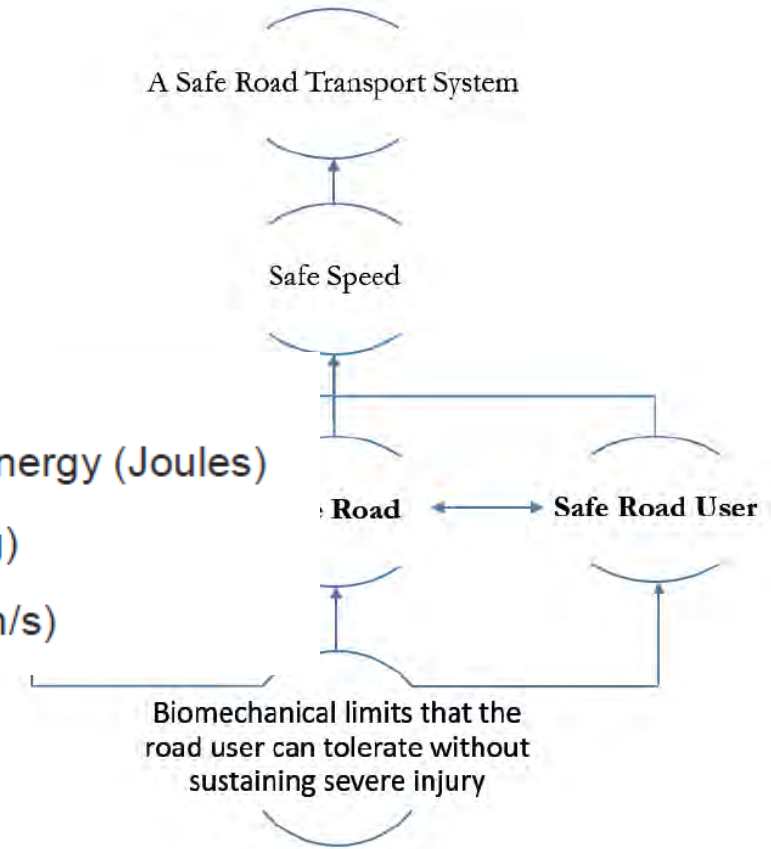 A Safe Road Transport System
Safe Speed
nergy (Joules)
Road
Safe Road User
)
/s)
Biomechanical limits that the
road user can tolerate without
sustaining severe injury